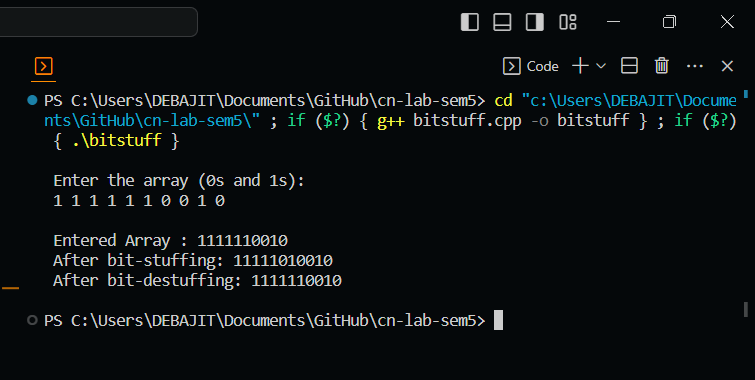 Code
PS C:\Users\DEBAJIT\Documents\GitHub\cn-lab-sem5> cd "c:\Users\DEBAJIT\Docume
nts\GitHub\cn-lab-sem5\" ; if ($?) { g++ bitstuff.cpp -o bitstuff } ; if ($?)
{ .\bitstuff }
Enter the array (0s and 1s):
1 1 1 1 1 1 0 0 1 0
Entered Array : 1111110010
After bit-stuffing: 11111010010
After bit-destuffing: 1111110010
PS C:\Users\DEBAJIT\Documents\GitHub\cn-lab-sem5>